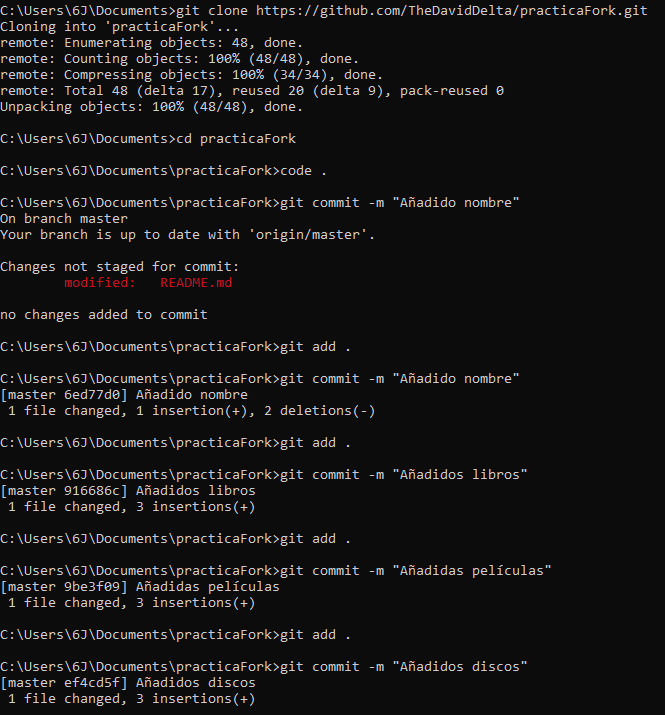 C:\Users\6J\Documents>git clone https://github.com/TheDavidDelta/practicaFork.git
Cloning into 'practicaFork'...
remote: Enumerating objects: 48, done.
remote: Counting objects: 100% (48/48), done.
remote: Compressing objects: 100% (34/34), done.
remote: Total 48 (delta 17), reused 20 (delta 9), pack-reused 0
Unpacking objects: 100% (48/48), done.

C:\Users\6J\Documents>cd practicaFork

C:\Users\6J\Documents\practicaFork>code .

C:\Users\6J\Documents\practicaFork>git commit -m "Añadido nombre"
On branch master
Your branch is up to date with 'origin/master'.

Changes not staged for commit:
        modified:   README.md

no changes added to commit

C:\Users\6J\Documents\practicaFork>git add .

C:\Users\6J\Documents\practicaFork>git commit -m "Añadido nombre"
[master 6ed77d0] Añadido nombre
 1 file changed, 1 insertion(+), 2 deletions(-)

C:\Users\6J\Documents\practicaFork>git add .

C:\Users\6J\Documents\practicaFork>git commit -m "Añadidos libros"
[master 916686c] Añadidos libros
 1 file changed, 3 insertions(+)

C:\Users\6J\Documents\practicaFork>git add .

C:\Users\6J\Documents\practicaFork>git commit -m "Añadidas películas"
[master 9be3f09] Añadidas películas
 1 file changed, 3 insertions(+)

C:\Users\6J\Documents\practicaFork>git add .

C:\Users\6J\Documents\practicaFork>git commit -m "Añadidos discos"
[master ef4cd5f] Añadidos discos
 1 file changed, 3 insertions(+)